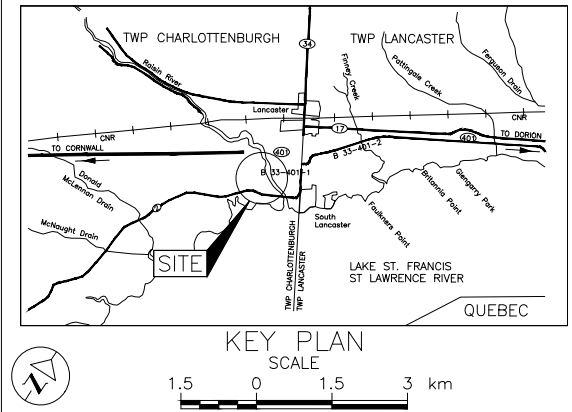 TWP CHARLOTTENBURGH
34
TWP LANCASTER
Raisin River
Finney Creek
Pattingale Creek
Ferguson Drain
Lancaster
CNR
17
CNR
TO CORNWALL
401
401
TO DORION
B 33-401-1
B 33-401-2
Donald
McLennan Drain
McNaught Drain
South
Lancaster
Faulkners Point
Britannia Point
Glengarry Park
SITE
TWP CHARLOTTENBURGH
TWP LANCASTER
LAKE ST. FRANCIS
ST LAWRENCE RIVER
QUEBEC
KEY PLAN
SCALE
N
1.5 0 1.5 3 km